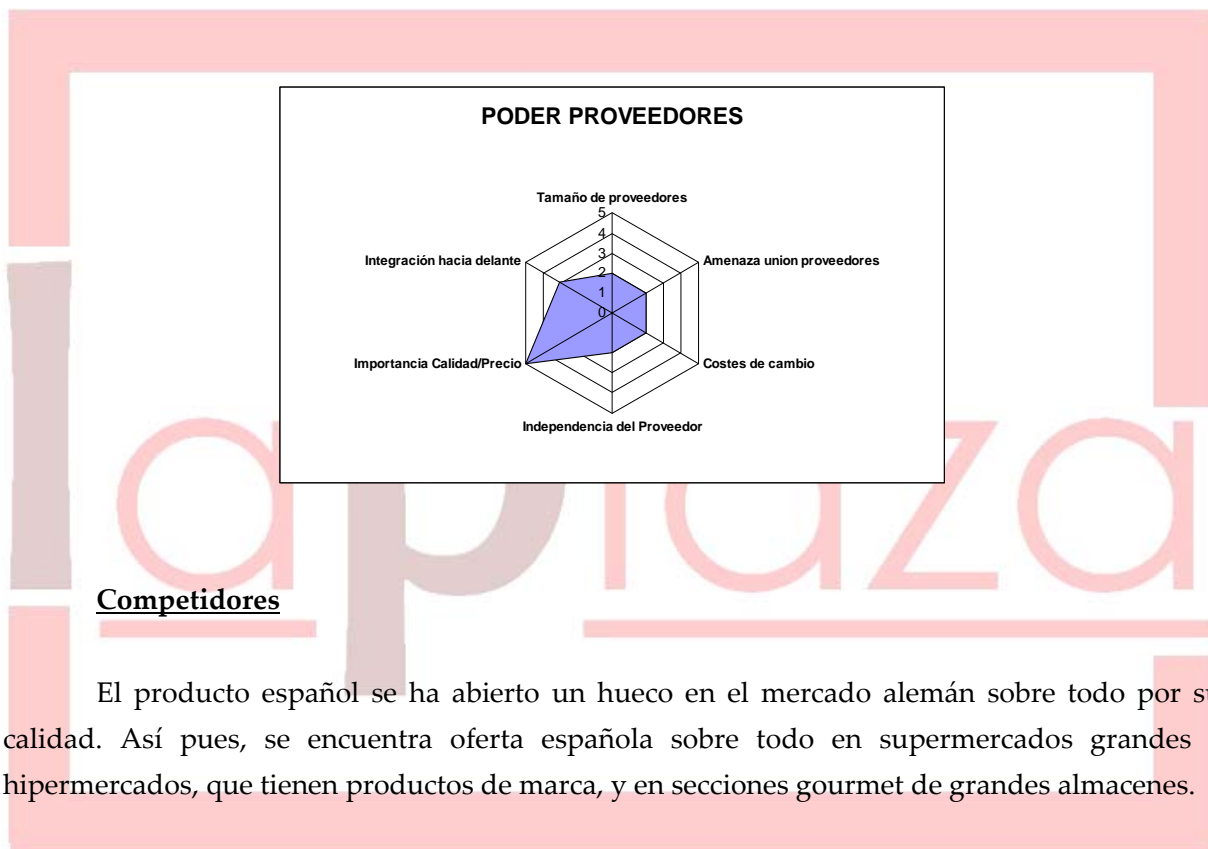 PODER PROVEEDORES
Tamaño de proveedores
5
4
3
2
1
0
Integración hacia delante
Amenaza union proveedores
Importancia Calidad/Precio
Costes de cambio
Independencia del Proveedor
la plaza
Competidores
El producto español se ha abierto un hueco en el mercado alemán sobre todo por
calidad. Así pues, se encuentra oferta española sobre todo en supermercados grandes
hipermercados, que tienen productos de marca, y en secciones gourmet de grandes almacenes.